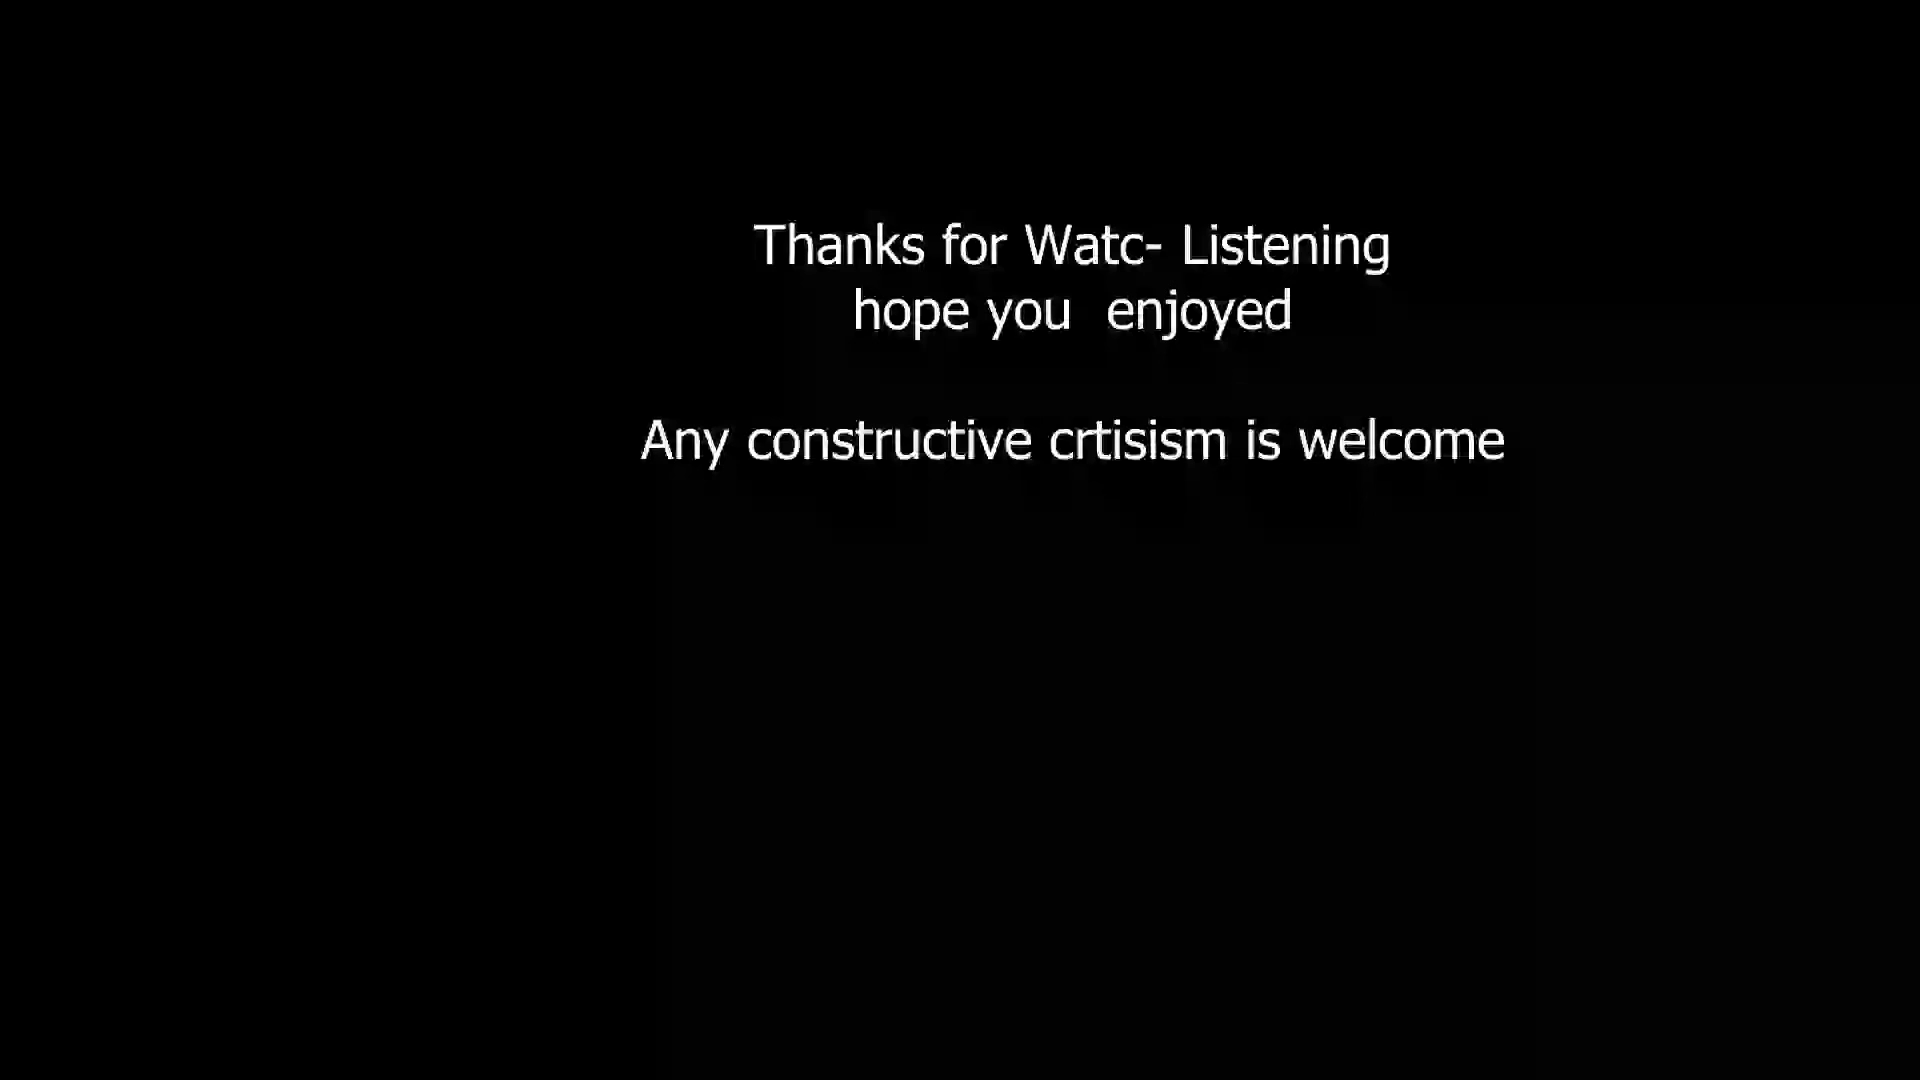 Thanks for Watc- Listening
hope you  enjoyed
Any constructive crtisism is welcome